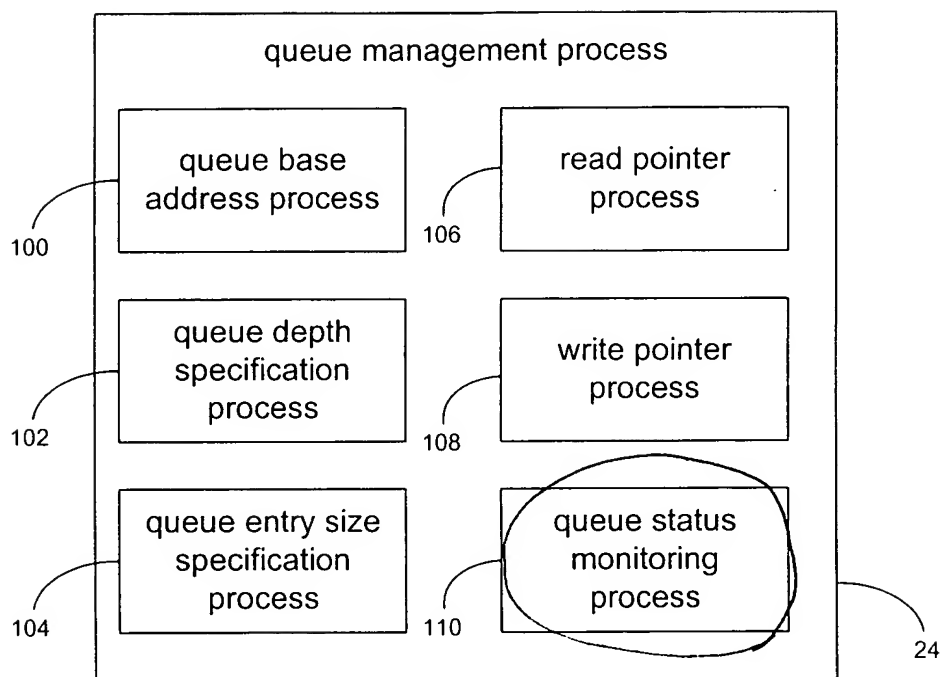 queue management process
queue base
address process
100
read pointer
process
106
queue depth
specification
process
102
write pointer
process
108
queue entry size
specification
process
104
queue status
monitoring
process
110
24